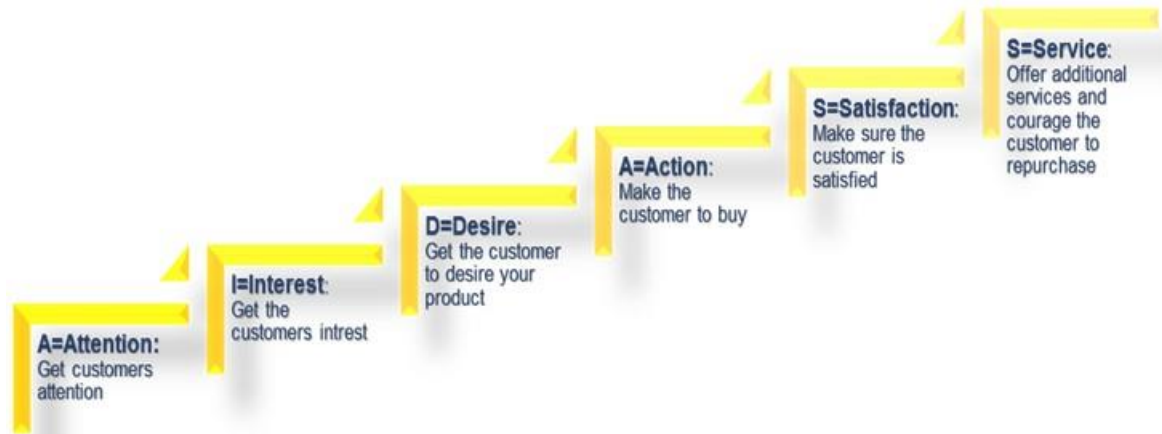 A=Attention:
Get customers
attention
I=Interest:
Get the
customers intrest
D=Desire:
Get the customer
to desire your
product
A=Action:
Make the
customer to buy
S=Satisfaction:
Make sure the
customer is
satisfied
S=Service:
Offer additional
services and
courage the
customer to
repurchase